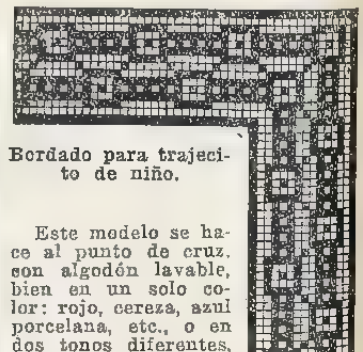 Bordado para trajeci-
to de niño.
Este modelo se ha-
ce al punto de cruz,
con algodón lavable,
bien en un solo co-
lor: rojo, cereza, azul
porcelana, etc., o en
dos tonos diferentes,